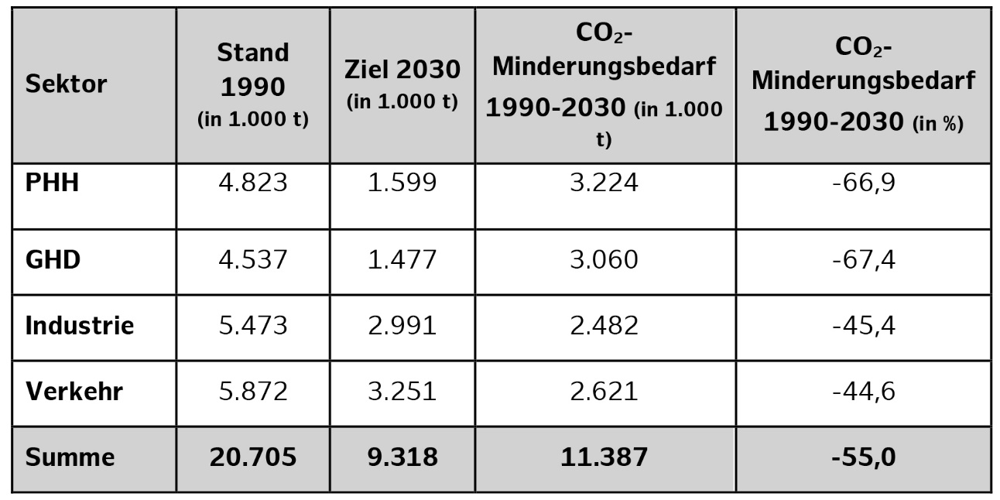 Sektor
Stand
1990
(in 1.000 t)
Ziel 2030
(in 1.000 t)
CO₂-
Minderungsbedarf
1990-2030 (in 1.000
t)
CO₂-
Minderungsbedarf
1990-2030 (in %)
PHH 4.823 1.599 3.224 -66,9
GHD 4.537 1.477 3.060 -67,4
Industrie 5.473 2.991 2.482 -45,4
Verkehr 5.872 3.251 2.621 -44,6
Summe 20.705 9.318 11.387 -55,0